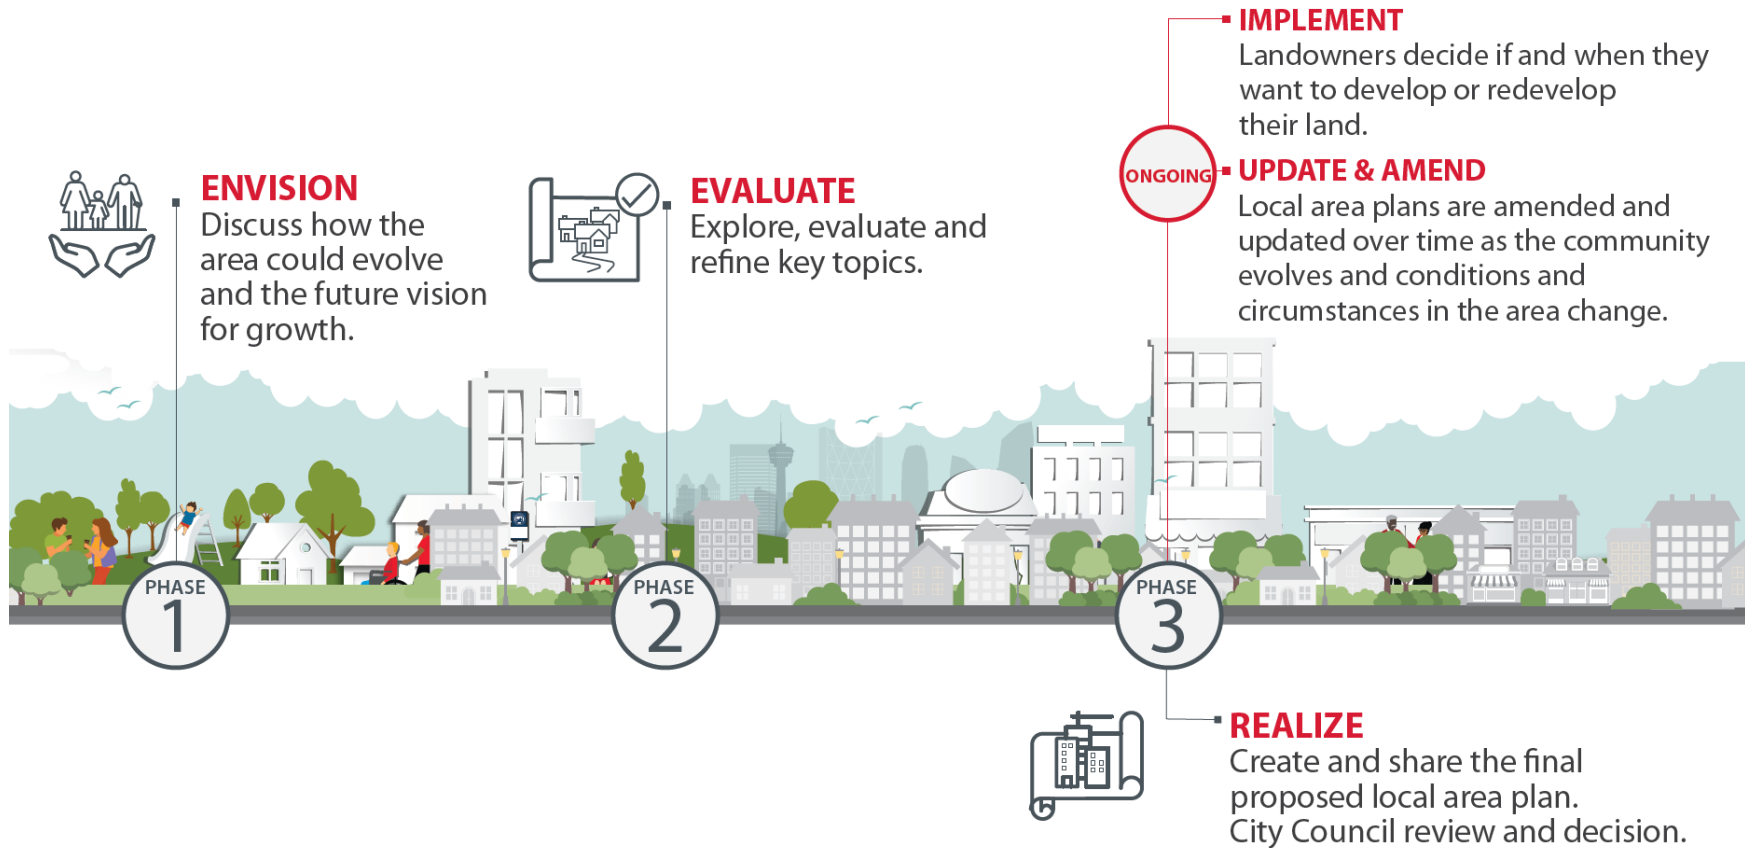 ENVISION
Discuss how the
area could evolve
and the future vision
for growth.
EVALUATE
Explore, evaluate and
refine key topics.
ONGOING
IMPLEMENT
Landowners decide if and when they
want to develop or redevelop
their land.
UPDATE & AMEND
Local area plans are amended and
updated over time as the community
evolves and conditions and
circumstances in the area change.
PHASE
1
PHASE
2
PHASE
3
REALIZE
Create and share the final
proposed local area plan.
City Council review and decision.